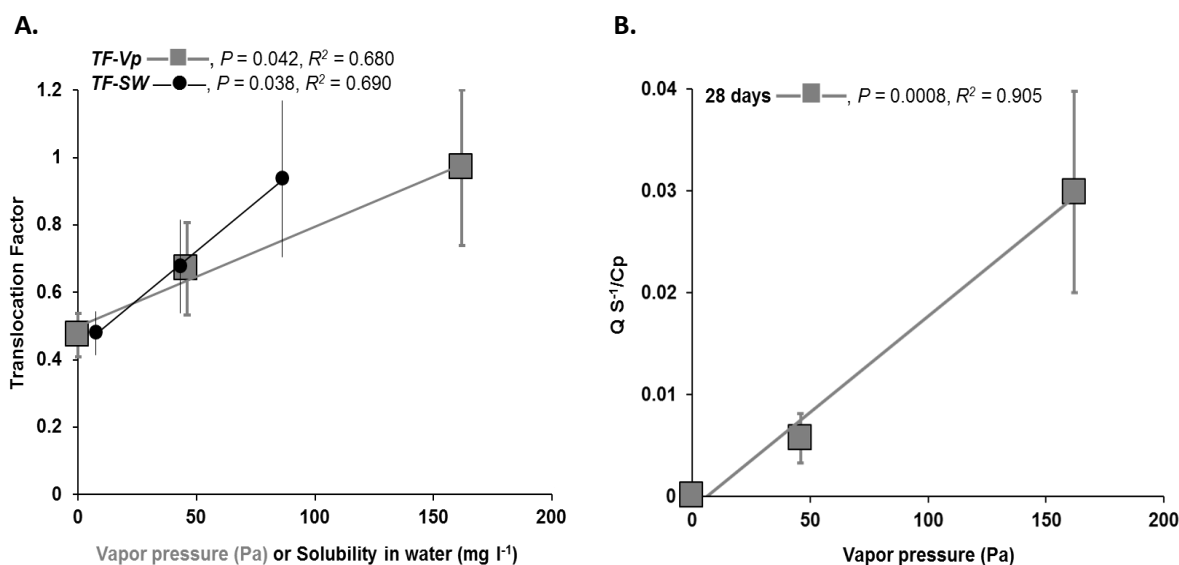 A.
TF-Vp , P = 0.042, R² = 0.680
TF-SW , P = 0.038, R² = 0.690
1.2
1
0.8
0.6
0.4
0.2
0
0 50 100 150 200
Translocation Factor
Vapor pressure (Pa) or Solubility in water (mg l⁻¹)
B.
28 days , P = 0.0008, R² = 0.905
0.04
0.03
0.02
0.01
0
0 50 100 150 200
Q S⁻¹/Cp
Vapor pressure (Pa)